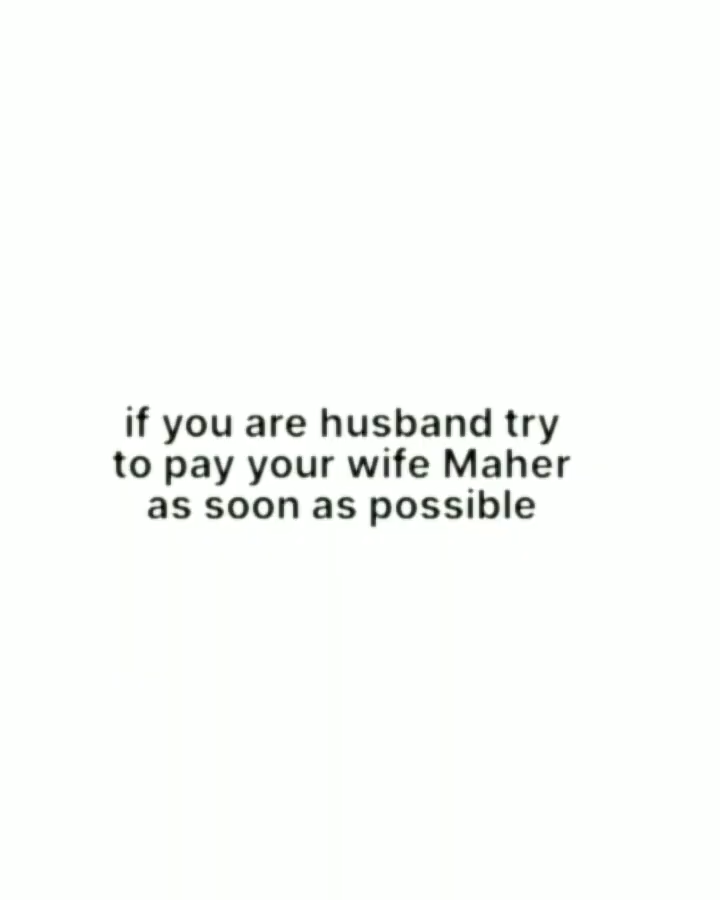 if you are husband try
to pay your wife Maher
as soon as possible